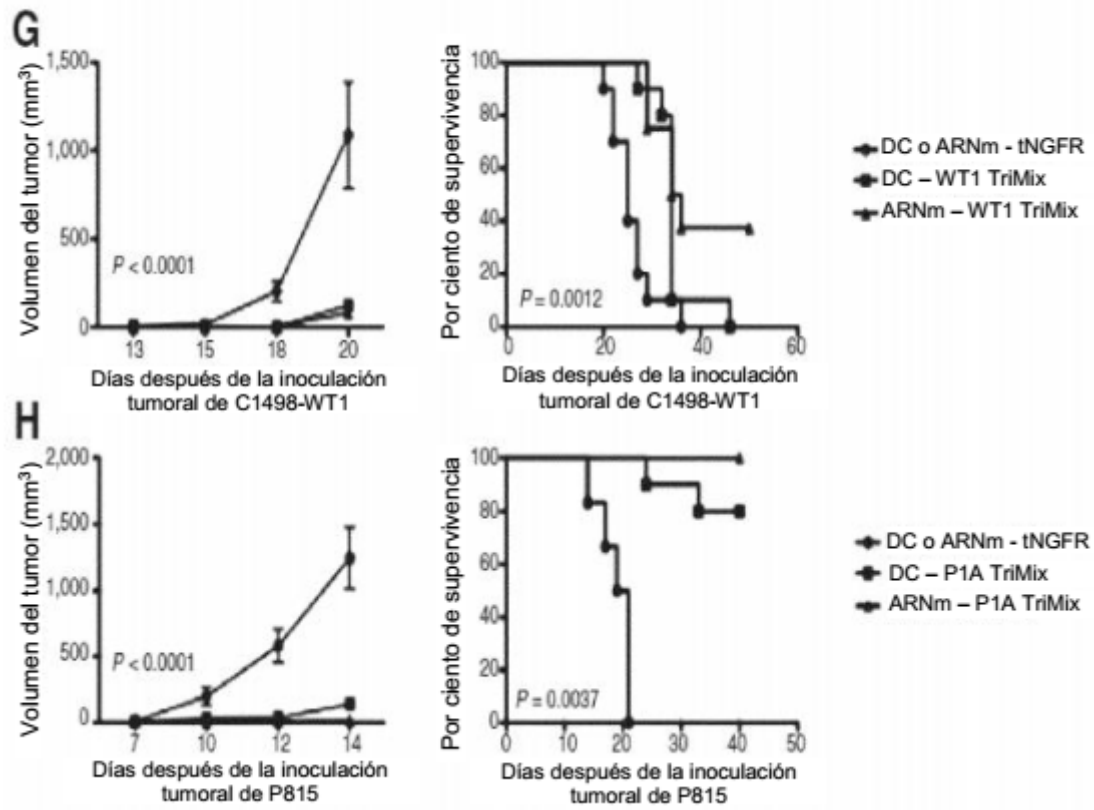 G
Volumen del tumor (mm³)
1,500
1,000
500
0
P < 0.0001
13 15 18 20
Días después de la inoculación
tumoral de C1498-WT1
Por ciento de supervivencia
100
80
60
40
20
0
P = 0.0012
0 20 40 60
Días después de la inoculación
tumoral de C1498-WT1
DC o ARNm - tNGFR
DC – WT1 TriMix
ARNm – WT1 TriMix
H
Volumen del tumor (mm³)
2,000
1,500
1,000
500
0
P < 0.0001
7 10 12 14
Días después de la inoculación
tumoral de P815
Por ciento de supervivencia
100
80
60
40
20
0
P = 0.0037
0 10 20 30 40 50
Días después de la inoculación
tumoral de P815
DC o ARNm - tNGFR
DC – P1A TriMix
ARNm – P1A TriMix